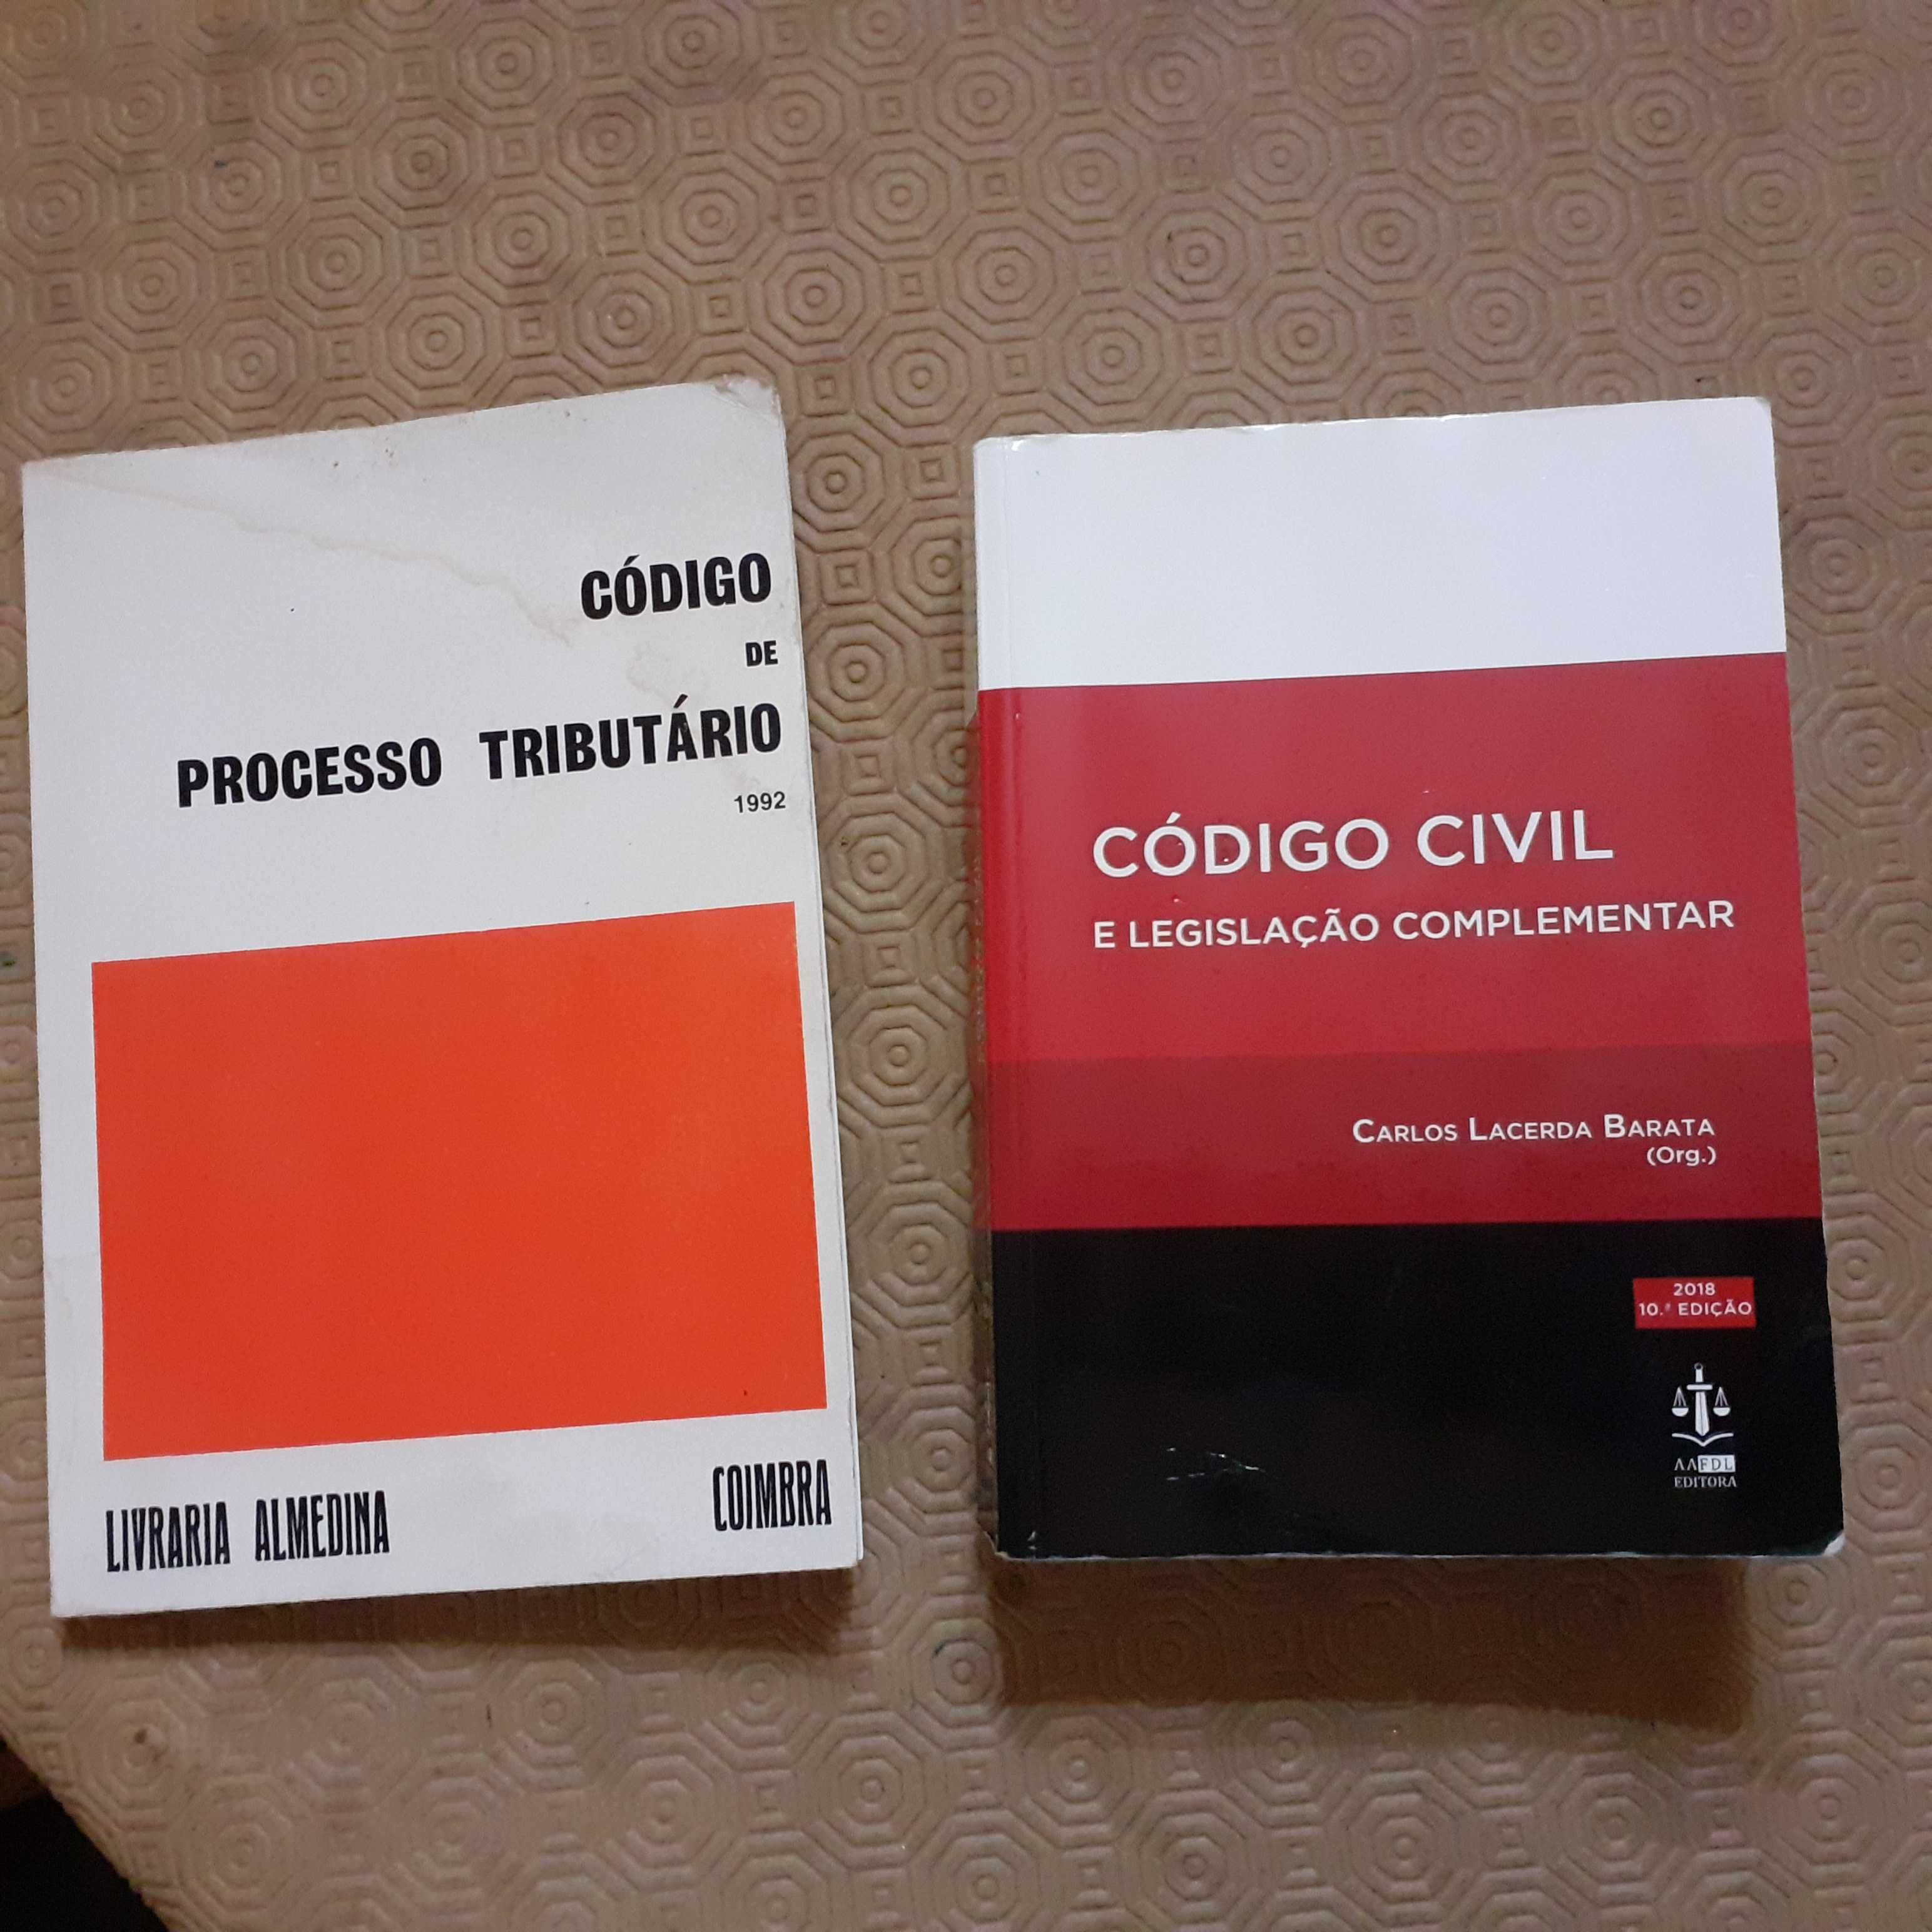 CÓDIGO
DE
PROCESSO TRIBUTÁRIO
1992
LIVRARIA ALMEDINA
COIMBRA
CÓDIGO CIVIL
E LEGISLAÇÃO COMPLEMENTAR
CARLOS LACERDA BARATA
(Org.)
2018
10.ª EDIÇÃO
AAFDL
EDITORA